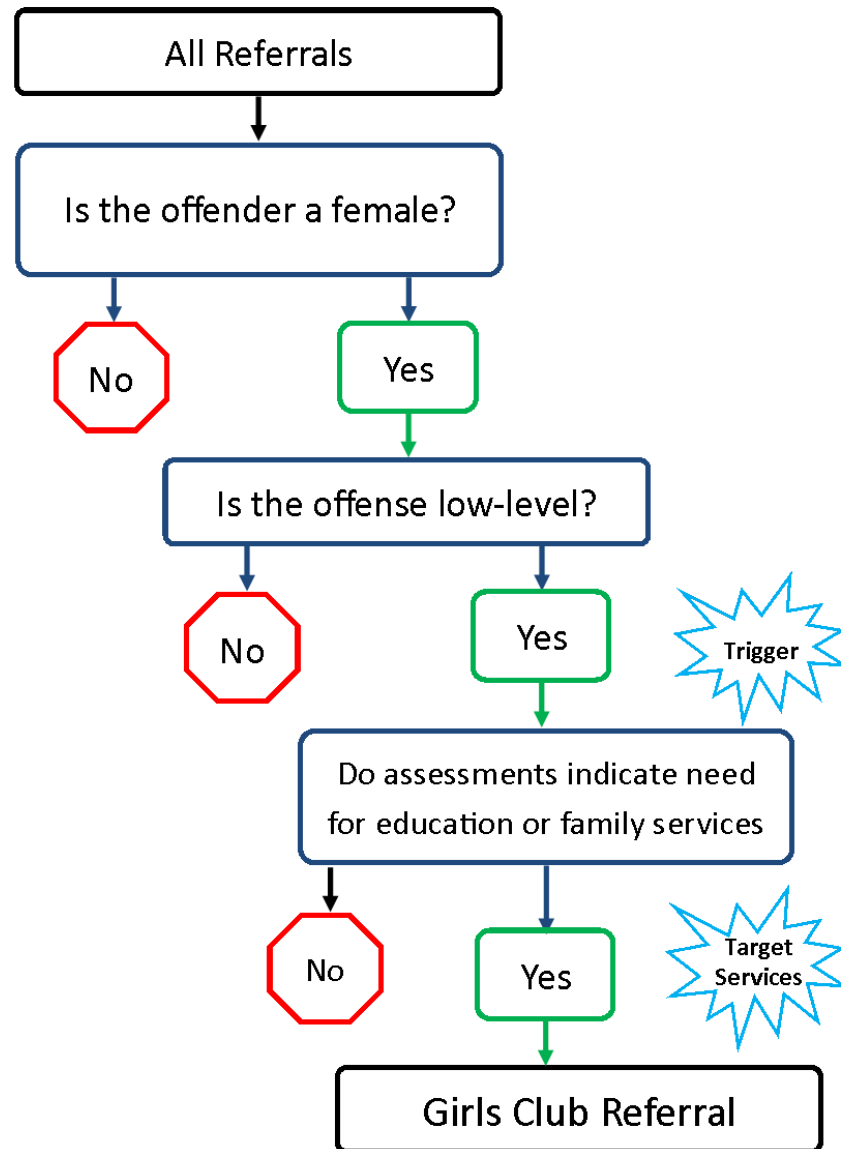 All Referrals
Is the offender a female?
No
Yes
Is the offense low-level?
No
Yes
Trigger
Do assessments indicate need
for education or family services
No
Yes
Target
Services
Girls Club Referral